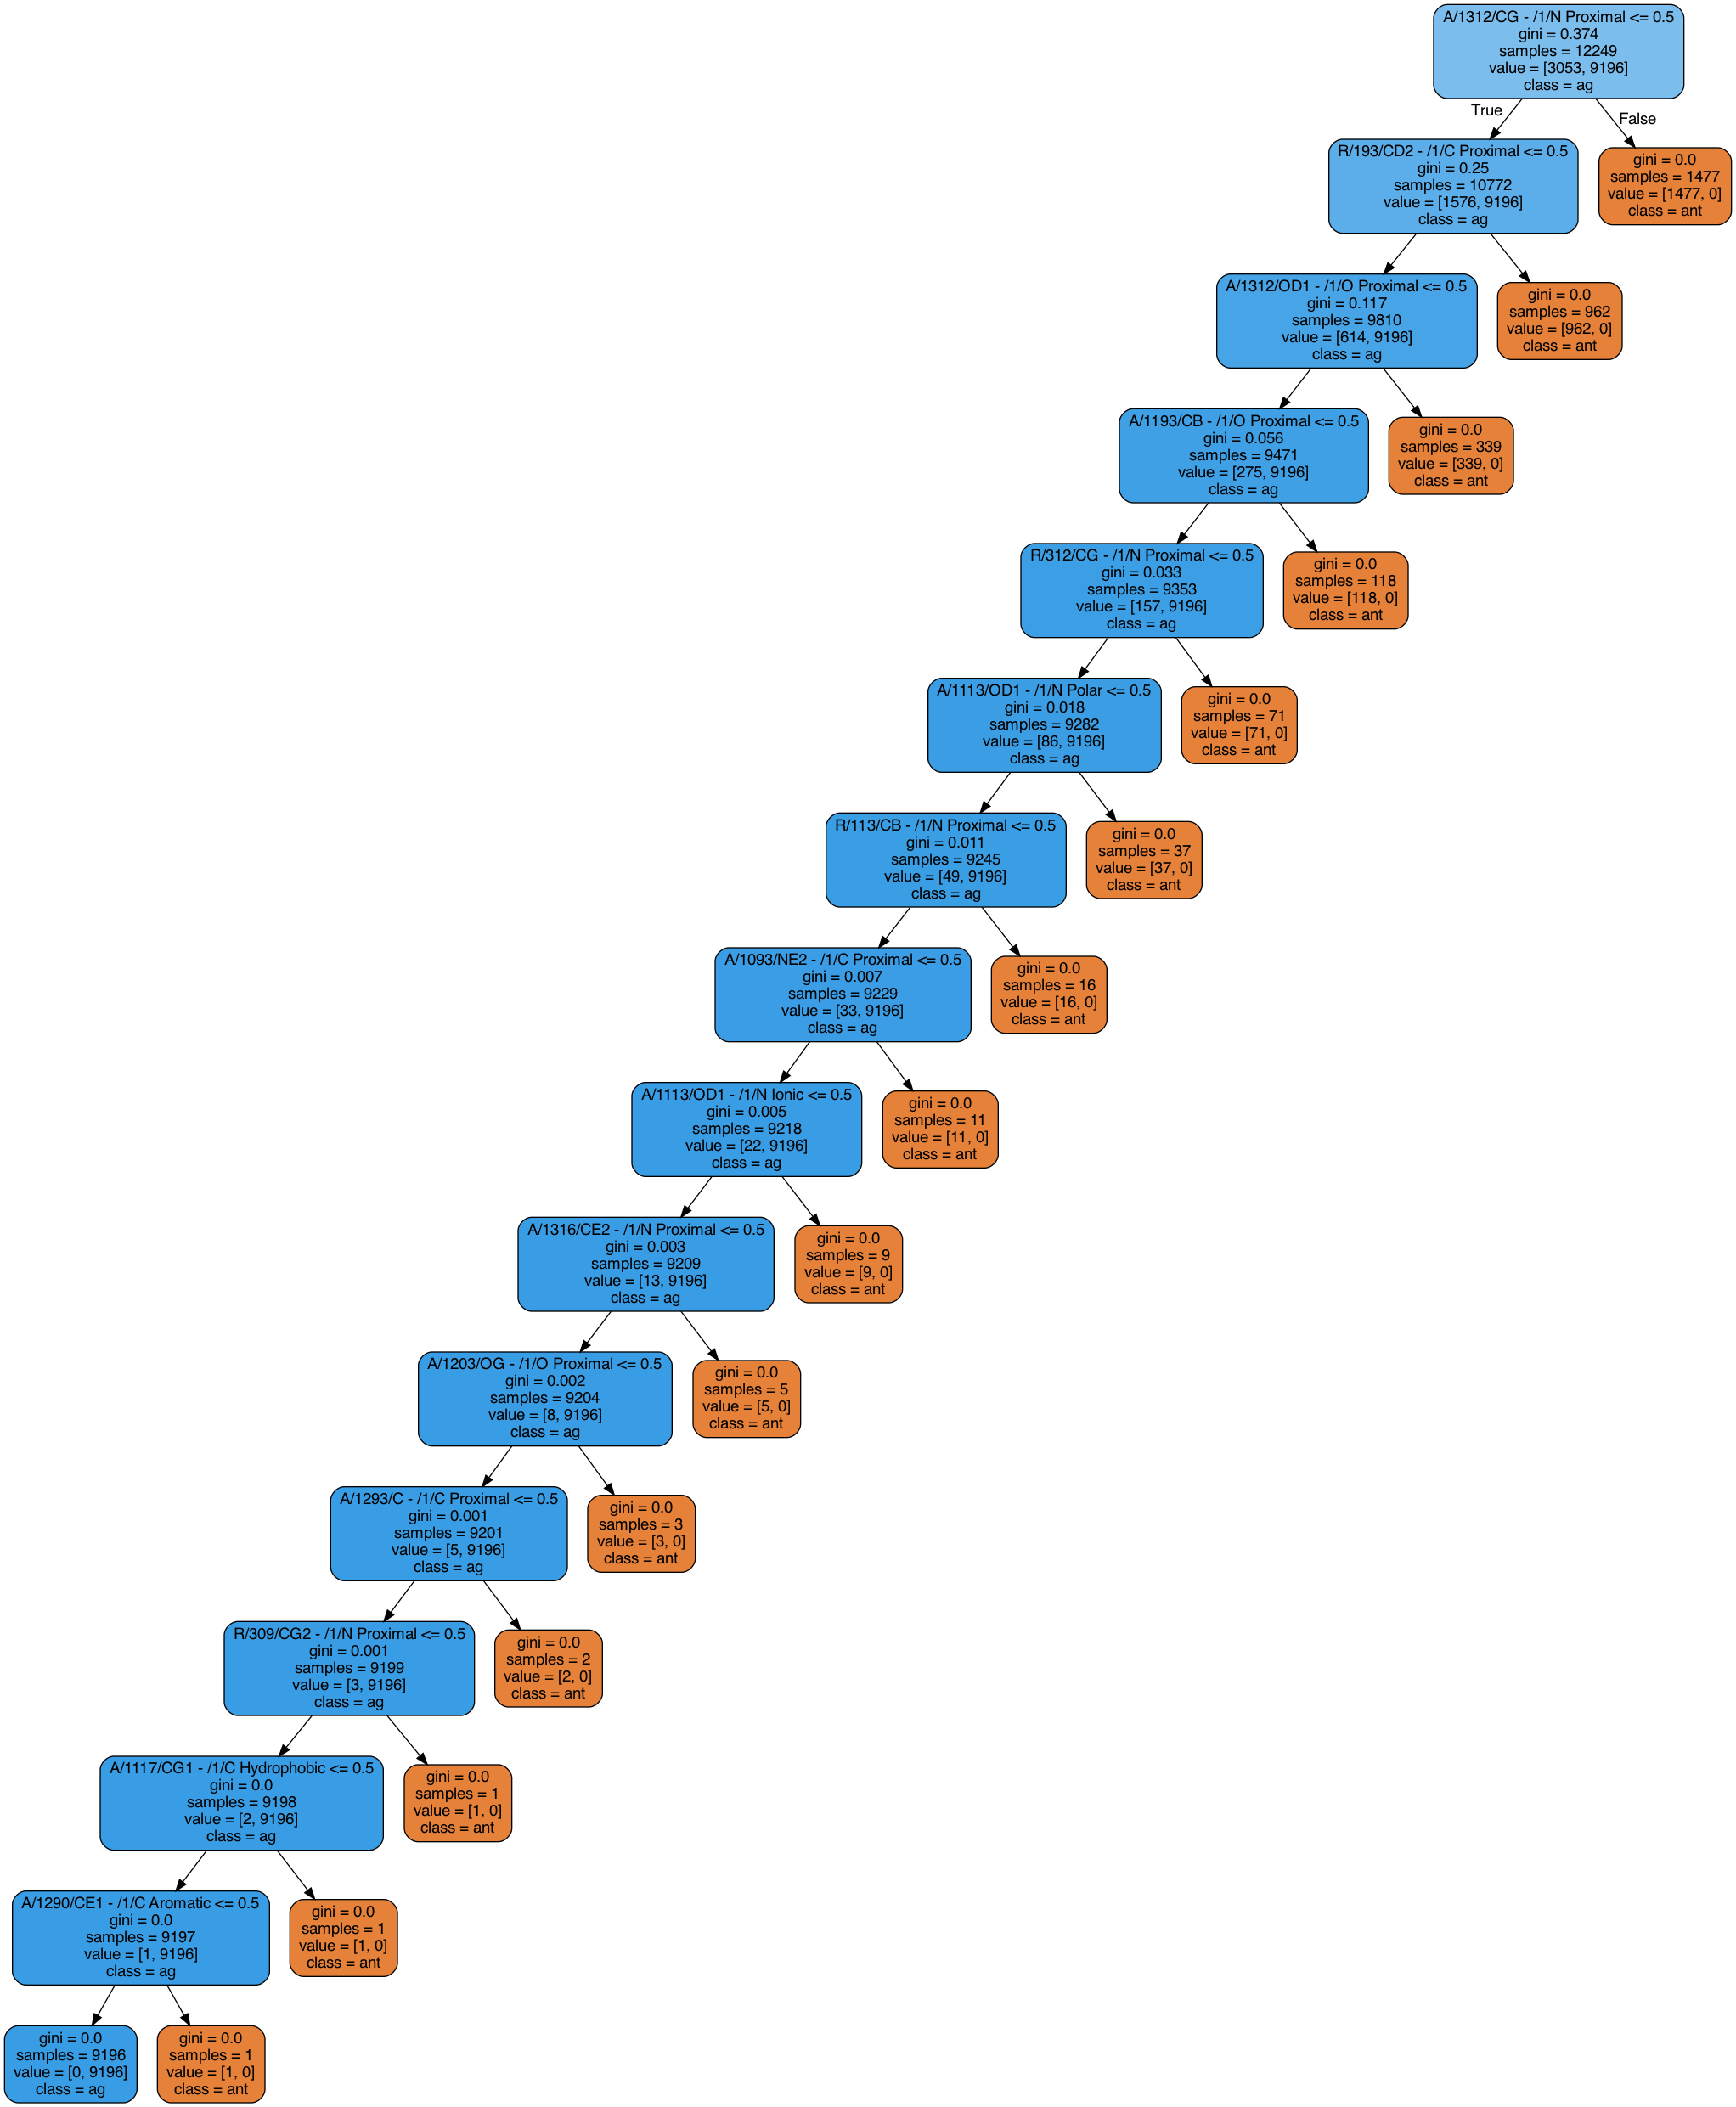 A/1312/CG - /1/N Proximal <= 0.5
gini = 0.374
samples = 12249
value = [3053, 9196]
class = ag
True
False
R/193/CD2 - /1/C Proximal <= 0.5
gini = 0.25
samples = 10772
value = [1576, 9196]
class = ag
gini = 0.0
samples = 1477
value = [1477, 0]
class = ant
A/1312/OD1 - /1/O Proximal <= 0.5
gini = 0.117
samples = 9810
value = [614, 9196]
class = ag
gini = 0.0
samples = 962
value = [962, 0]
class = ant
A/1193/CB - /1/O Proximal <= 0.5
gini = 0.056
samples = 9471
value = [275, 9196]
class = ag
gini = 0.0
samples = 339
value = [339, 0]
class = ant
R/312/CG - /1/N Proximal <= 0.5
gini = 0.033
samples = 9353
value = [157, 9196]
class = ag
gini = 0.0
samples = 118
value = [118, 0]
class = ant
A/1113/OD1 - /1/N Polar <= 0.5
gini = 0.018
samples = 9282
value = [86, 9196]
class = ag
gini = 0.0
samples = 71
value = [71, 0]
class = ant
R/113/CB - /1/N Proximal <= 0.5
gini = 0.011
samples = 9245
value = [49, 9196]
class = ag
gini = 0.0
samples = 37
value = [37, 0]
class = ant
A/1093/NE2 - /1/C Proximal <= 0.5
gini = 0.007
samples = 9229
value = [33, 9196]
class = ag
gini = 0.0
samples = 16
value = [16, 0]
class = ant
A/1113/OD1 - /1/N Ionic <= 0.5
gini = 0.005
samples = 9218
value = [22, 9196]
class = ag
gini = 0.0
samples = 11
value = [11, 0]
class = ant
A/1316/CE2 - /1/N Proximal <= 0.5
gini = 0.003
samples = 9209
value = [13, 9196]
class = ag
gini = 0.0
samples = 9
value = [9, 0]
class = ant
A/1203/OG - /1/O Proximal <= 0.5
gini = 0.002
samples = 9204
value = [8, 9196]
class = ag
gini = 0.0
samples = 5
value = [5, 0]
class = ant
A/1293/C - /1/C Proximal <= 0.5
gini = 0.001
samples = 9201
value = [5, 9196]
class = ag
gini = 0.0
samples = 3
value = [3, 0]
class = ant
R/309/CG2 - /1/N Proximal <= 0.5
gini = 0.001
samples = 9199
value = [3, 9196]
class = ag
gini = 0.0
samples = 2
value = [2, 0]
class = ant
A/1117/CG1 - /1/C Hydrophobic <= 0.5
gini = 0.0
samples = 9198
value = [2, 9196]
class = ag
gini = 0.0
samples = 1
value = [1, 0]
class = ant
A/1290/CE1 - /1/C Aromatic <= 0.5
gini = 0.0
samples = 9197
value = [1, 9196]
class = ag
gini = 0.0
samples = 1
value = [1, 0]
class = ant
gini = 0.0
samples = 9196
value = [0, 9196]
class = ag
gini = 0.0
samples = 1
value = [1, 0]
class = ant